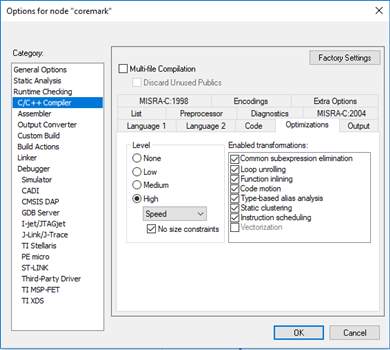 Options for node "coremark"
Category:
General Options
Static Analysis
Runtime Checking
C/C++ Compiler
Assembler
Output Converter
Custom Build
Build Actions
Linker
Debugger
Simulator
CADI
CMSIS DAP
GDB Server
I-jet/JTAGjet
J-Link/J-Trace
TI Stellaris
PE micro
ST-LINK
Third-Party Driver
TI MSP-FET
TI XDS
Factory Settings
Multi-file Compilation
Discard Unused Publics
MISRA-C:1998 Encodings Extra Options
List Preprocessor Diagnostics MISRA-C:2004
Language 1 Language 2 Code Optimizations Output
Level
None
Low
Medium
High
Speed
No size constraints
Enabled transformations:
Common subexpression elimination
Loop unrolling
Function inlining
Code motion
Type-based alias analysis
Static clustering
Instruction scheduling
Vectorization
OK Cancel